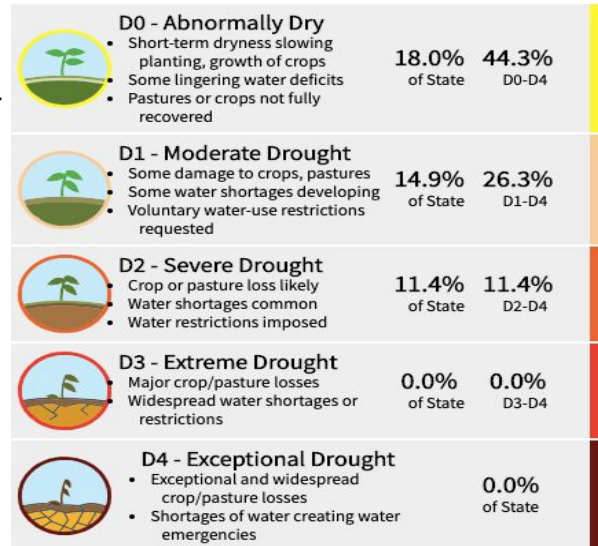 D0 - Abnormally Dry
• Short-term dryness slowing
planting, growth of crops
• Some lingering water deficits
• Pastures or crops not fully
recovered
18.0% 44.3%
of State D0-D4
D1 - Moderate Drought
• Some damage to crops, pastures
• Some water shortages developing
• Voluntary water-use restrictions
requested
14.9% 26.3%
of State D1-D4
D2 - Severe Drought
• Crop or pasture loss likely
• Water shortages common
• Water restrictions imposed
11.4% 11.4%
of State D2-D4
D3 - Extreme Drought
• Major crop/pasture losses
• Widespread water shortages or
restrictions
0.0% 0.0%
of State D3-D4
D4 - Exceptional Drought
• Exceptional and widespread
crop/pasture losses
• Shortages of water creating water
emergencies
0.0%
of State